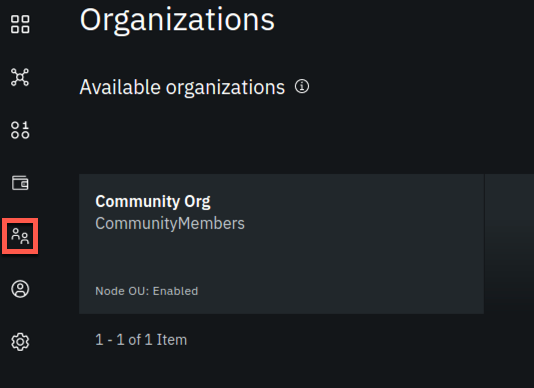 Organizations
Available organizations
Community Org
CommunityMembers
Node OU: Enabled
1 - 1 of 1 Item